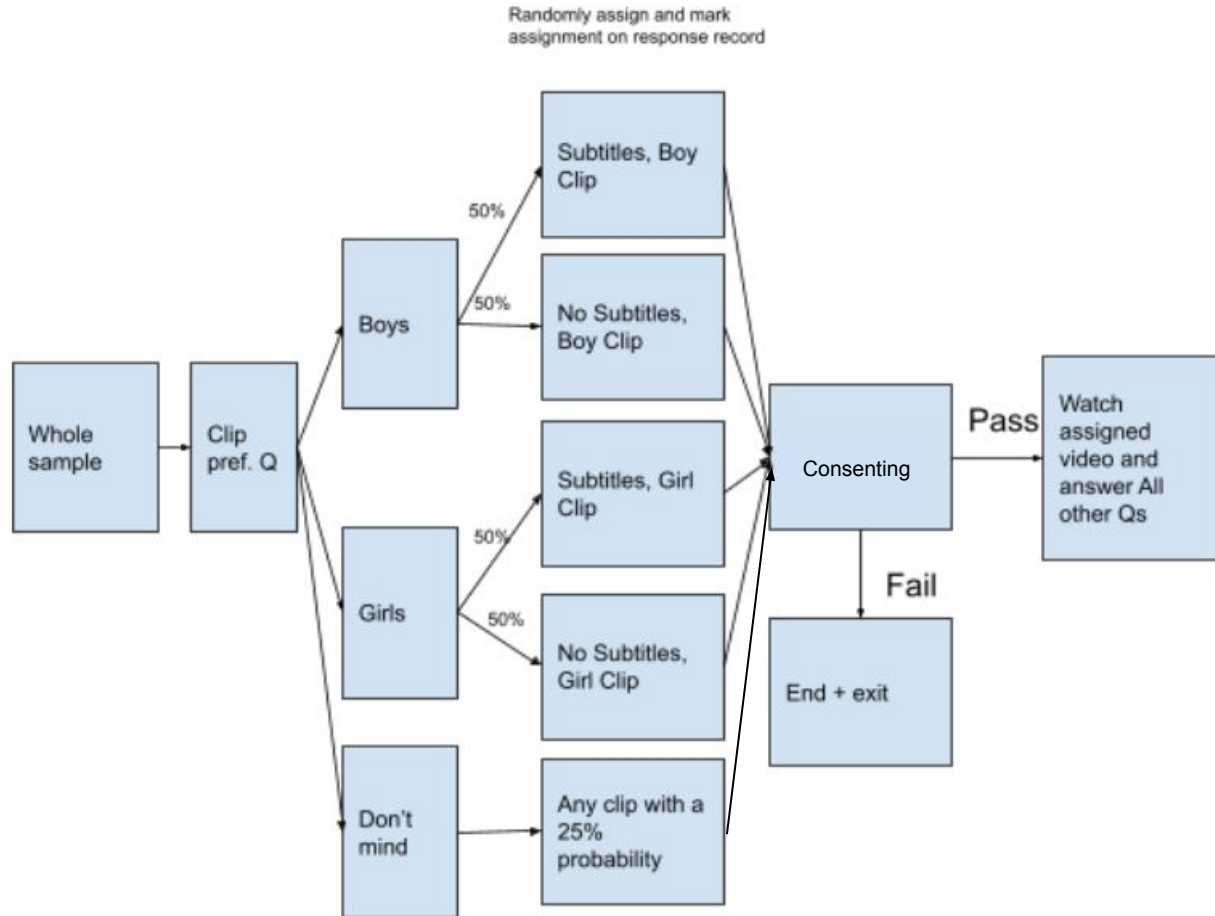 Randomly assign and mark
assignment on response record
Whole
sample
Clip
pref. Q
Boys
Girls
Don't
mind
50%
50%
50%
50%
Subtitles, Boy
Clip
No Subtitles,
Boy Clip
Subtitles, Girl
Clip
No Subtitles,
Girl Clip
Any clip with a
25%
probability
Consenting
Pass
Fail
Watch
assigned
video and
answer All
other Qs
End + exit